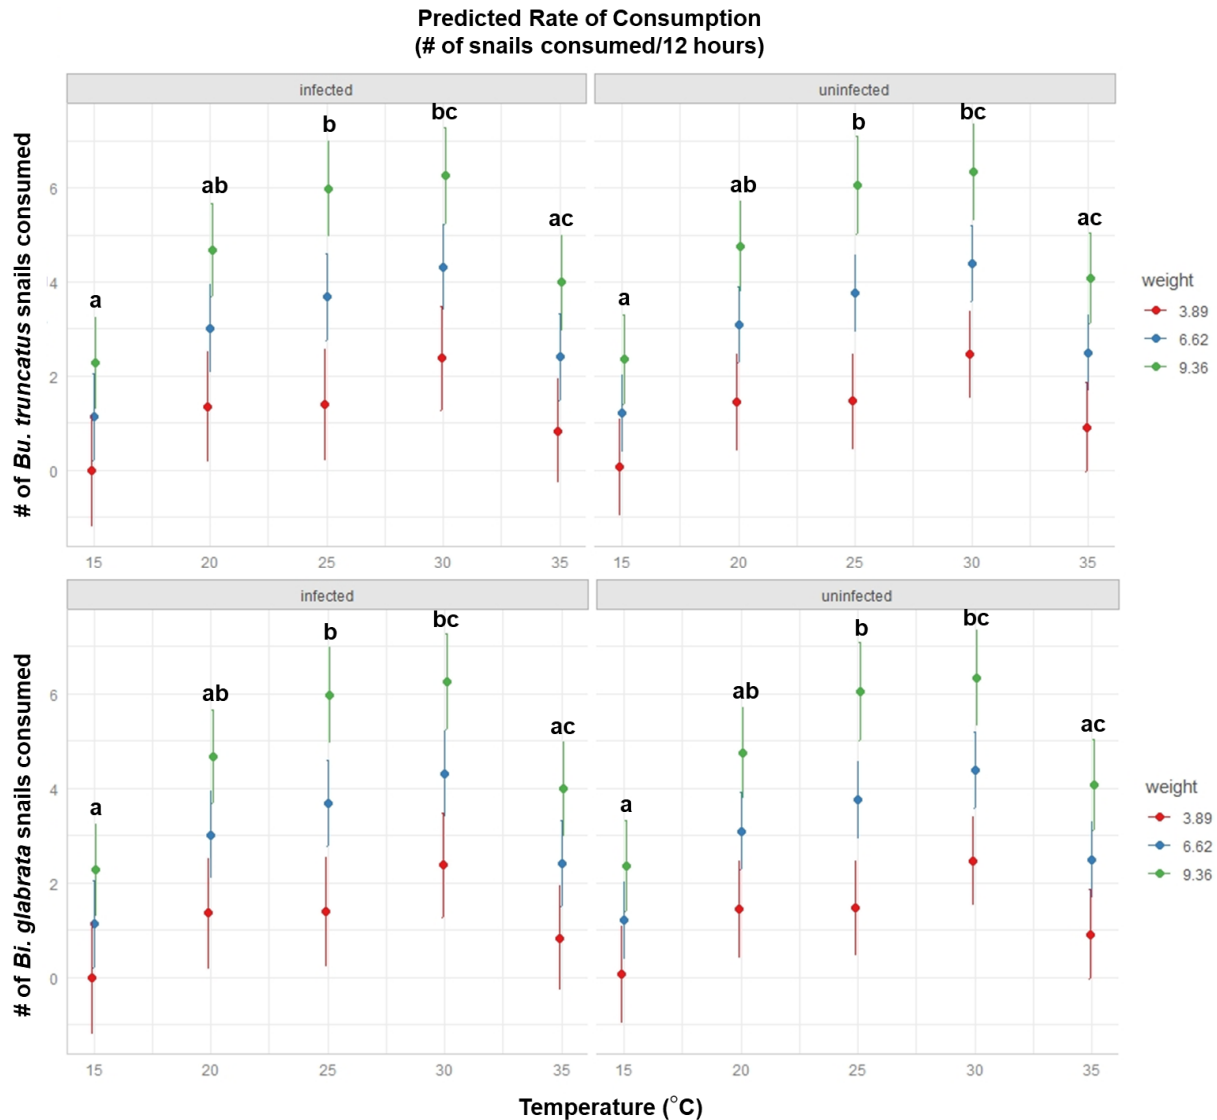 Predicted Rate of Consumption
(# of snails consumed/12 hours)
infected
uninfected
# of Bu. truncatus snails consumed
6
4
2
0
a
ab
b
bc
ac
a
ab
b
bc
ac
15
20
25
30
35
15
20
25
30
35
weight
3.89
6.62
9.36
infected
uninfected
# of Bi. glabrata snails consumed
6
4
2
0
a
ab
b
bc
ac
a
ab
b
bc
ac
15
20
25
30
35
15
20
25
30
35
weight
3.89
6.62
9.36
Temperature (°C)